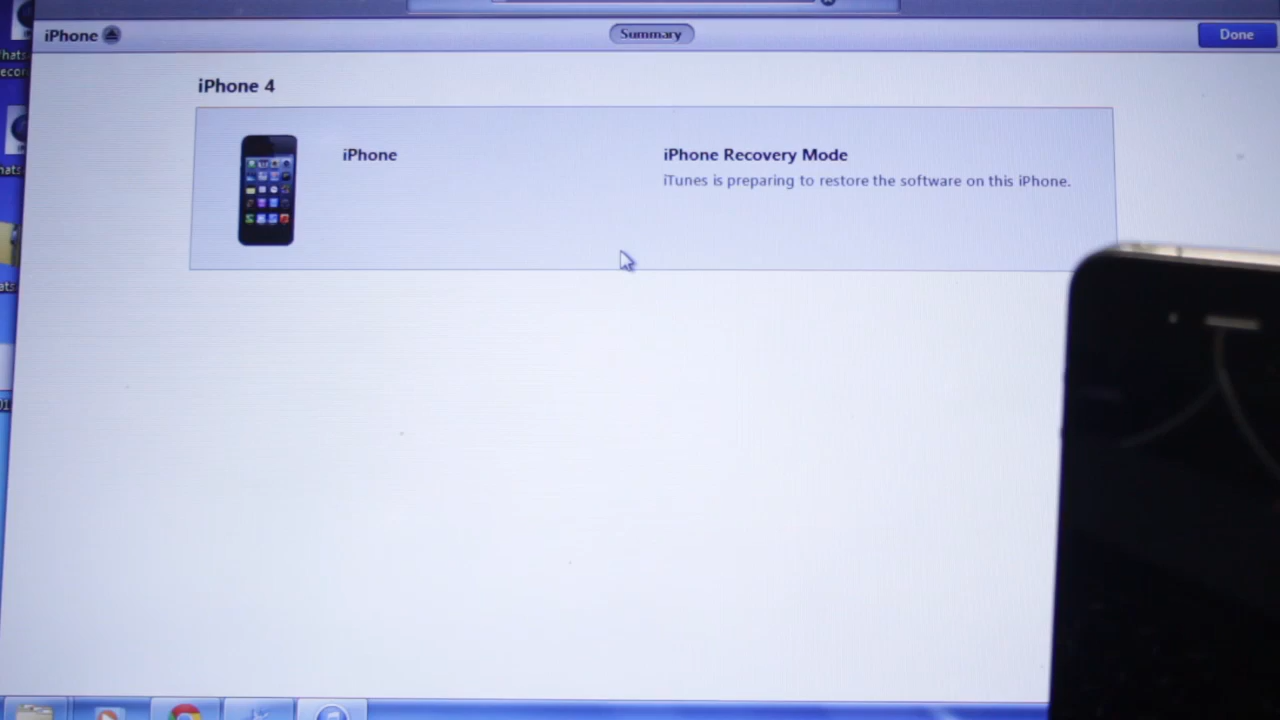 iPhone
Summary
Done
iPhone 4
iPhone
iPhone Recovery Mode
iTunes is preparing to restore the software on this iPhone.